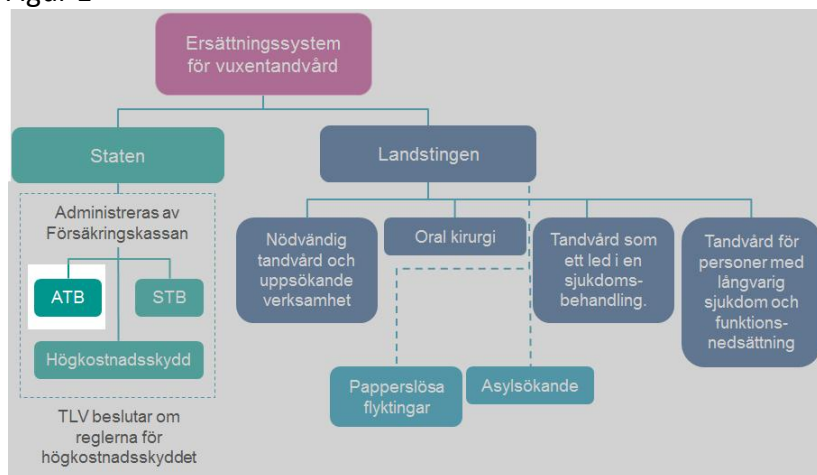 Ersättningssystem
för vuxentandvård
Staten
Landstingen
Administreras av
Försäkringskassan
ATB
STB
Högkostnadsskydd
TLV beslutar om
reglerna för
högkostnadsskyddet
Nödvändig
tandvård och
uppsökande
verksamhet
Oral kirurgi
Tandvård som
ett led i en
sjukdoms-
behandling.
Tandvård för
personer med
långvarig
sjukdom och
funktions-
nedsättning
Papperslösa
flyktingar
Asylsökande